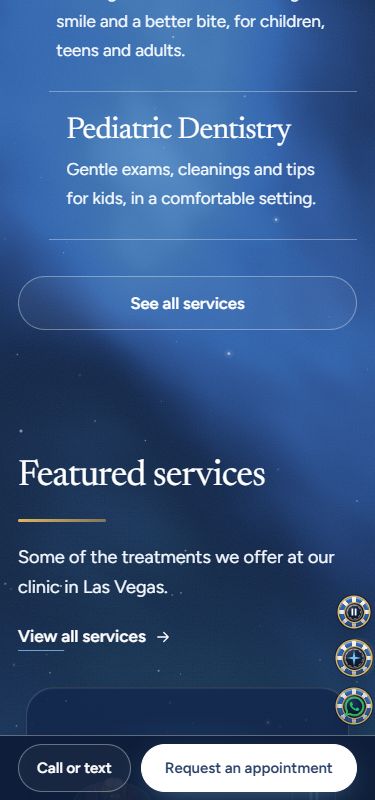 smile and a better bite, for children,
teens and adults.
Pediatric Dentistry
Gentle exams, cleanings and tips
for kids, in a comfortable setting.
See all services
Featured services
Some of the treatments we offer at our
clinic in Las Vegas.
View all services →
Call or text
Request an appointment